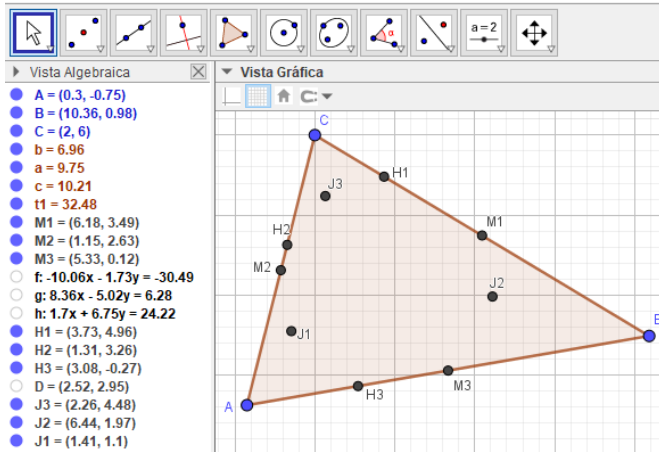 a=2
Vista Algebraica
Vista Gráfica
A = (0.3, -0.75)
B = (10.36, 0.98)
C = (2, 6)
b = 6.96
a = 9.75
c = 10.21
t1 = 32.48
M1 = (6.18, 3.49)
M2 = (1.15, 2.63)
M3 = (5.33, 0.12)
f: -10.06x - 1.73y = -30.49
g: 8.36x - 5.02y = 6.28
h: 1.7x + 6.75y = 24.22
H1 = (3.73, 4.96)
H2 = (1.31, 3.26)
H3 = (3.08, -0.27)
D = (2.52, 2.95)
J3 = (2.26, 4.48)
J2 = (6.44, 1.97)
J1 = (1.41, 1.1)
C
H1
J3
M1
H2
M2
J2
B
J1
M3
H3
A
α